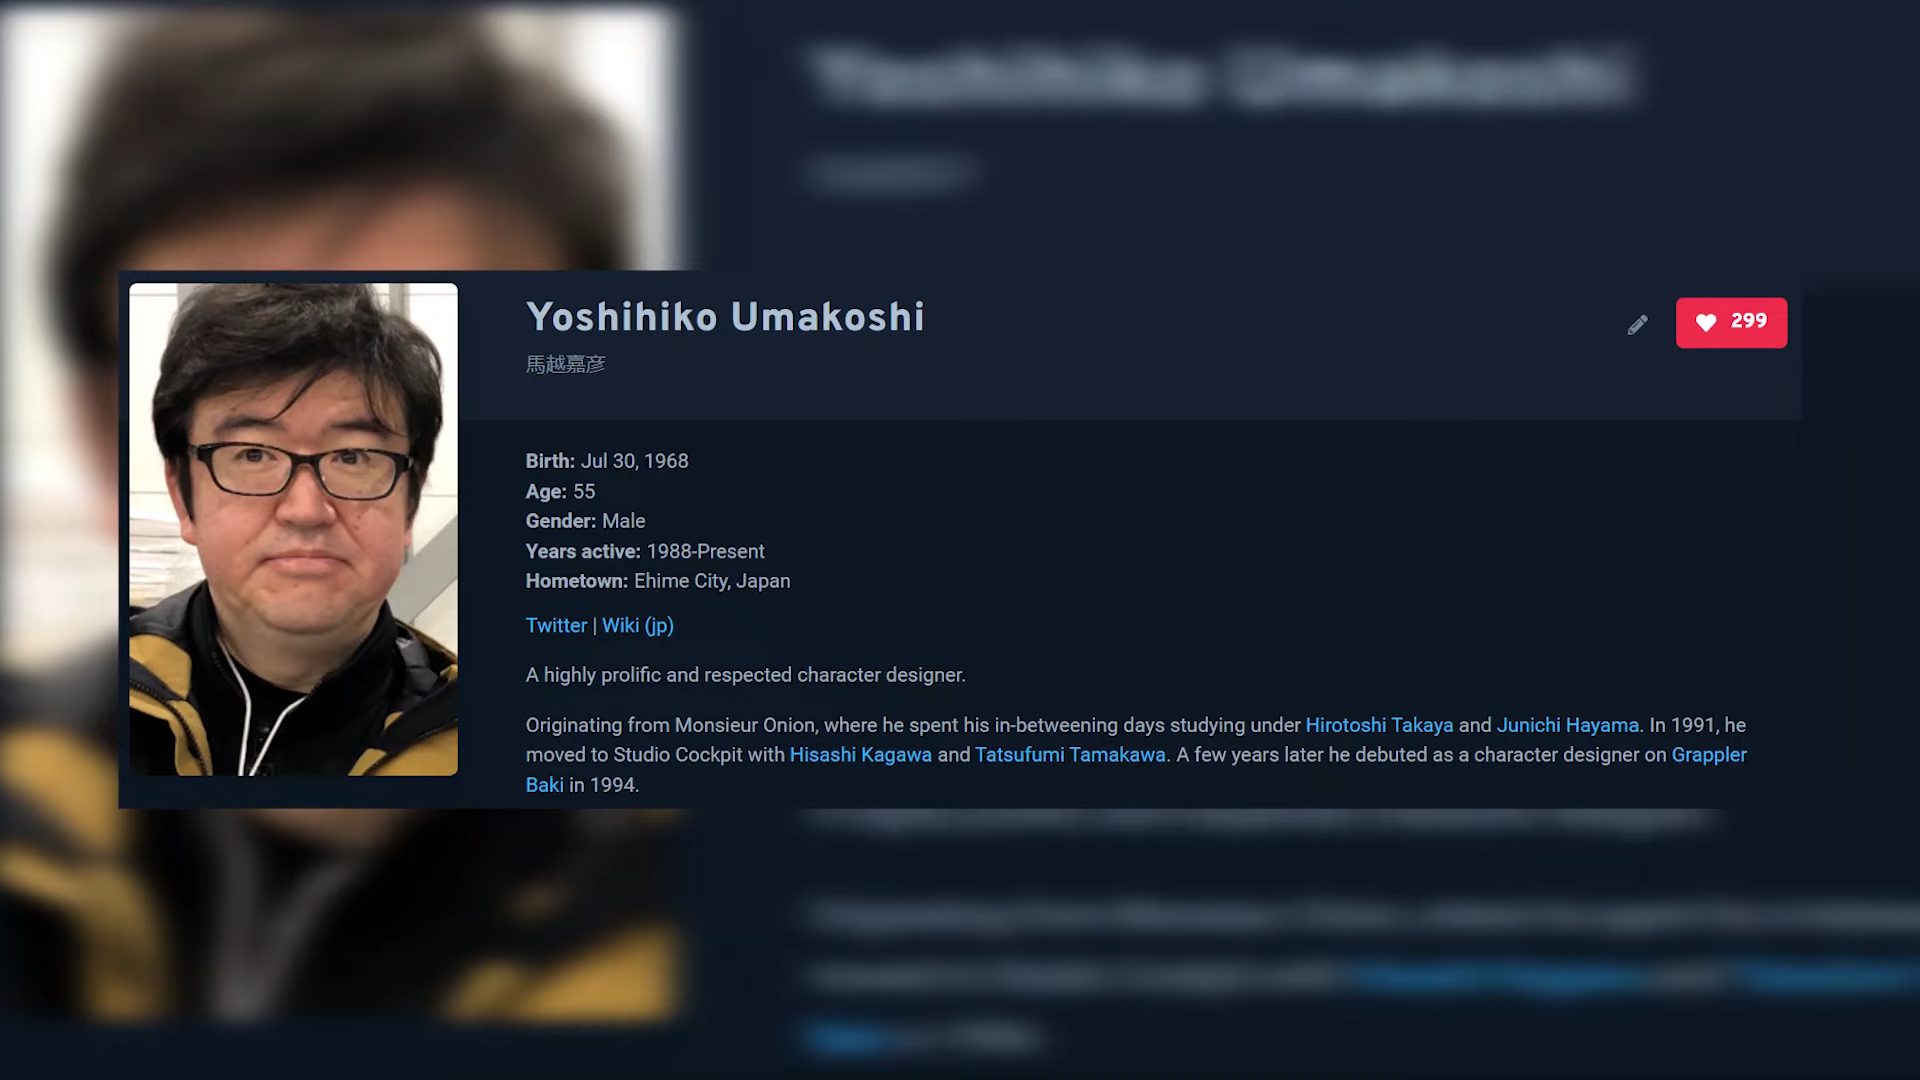 Yoshihiko Umakoshi
Yoshihiko Umakoshi
299
馬越嘉彦
Birth: Jul 30, 1968
Age: 55
Gender: Male
Years active: 1988-Present
Hometown: Ehime City, Japan
Twitter | Wiki (jp)
A highly prolific and respected character designer.
Originating from Monsieur Onion, where he spent his in-betweening days studying under Hirotoshi Takaya and Junichi Hayama. In 1991, he
moved to Studio Cockpit with Hisashi Kagawa and Tatsufumi Tamakawa. A few years later he debuted as a character designer on Grappler
Baki in 1994.